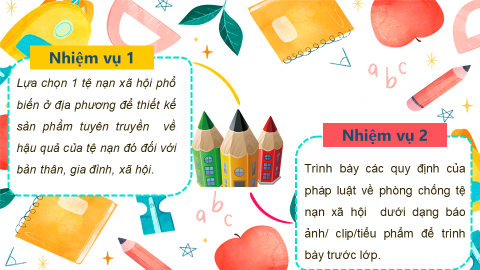 Nhiệm vụ 1
Lựa chọn 1 tệ nạn xã hội phổ
biến ở địa phương để thiết kế
sản phẩm tuyên truyền về
hậu quả của tệ nạn đó đối với
bản thân, gia đình, xã hội.
Nhiệm vụ 2
Trình bày các quy định của
pháp luật về phòng chống tệ
nạn xã hội dưới dạng báo
ảnh/ clip/tiểu phẩm để trình
bày trước lớp.
a b c
a b c